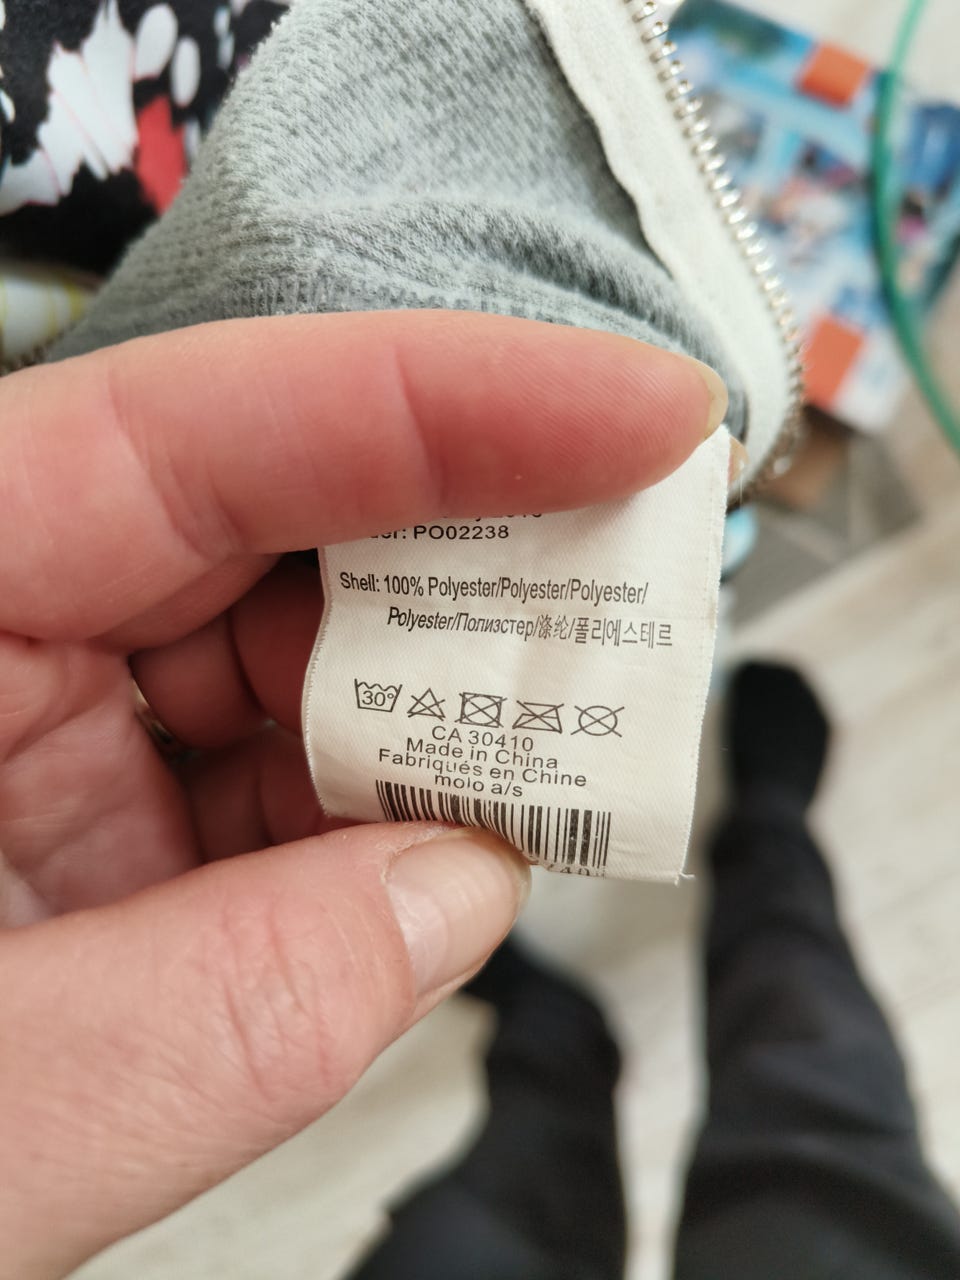 PO02238
Shell: 100% Polyester/Polyester/Polyester/
Polyester/Полиэстер/涤纶/폴리에스테르
30°
CA 30410
Made in China
Fabriqués en Chine
molo a/s